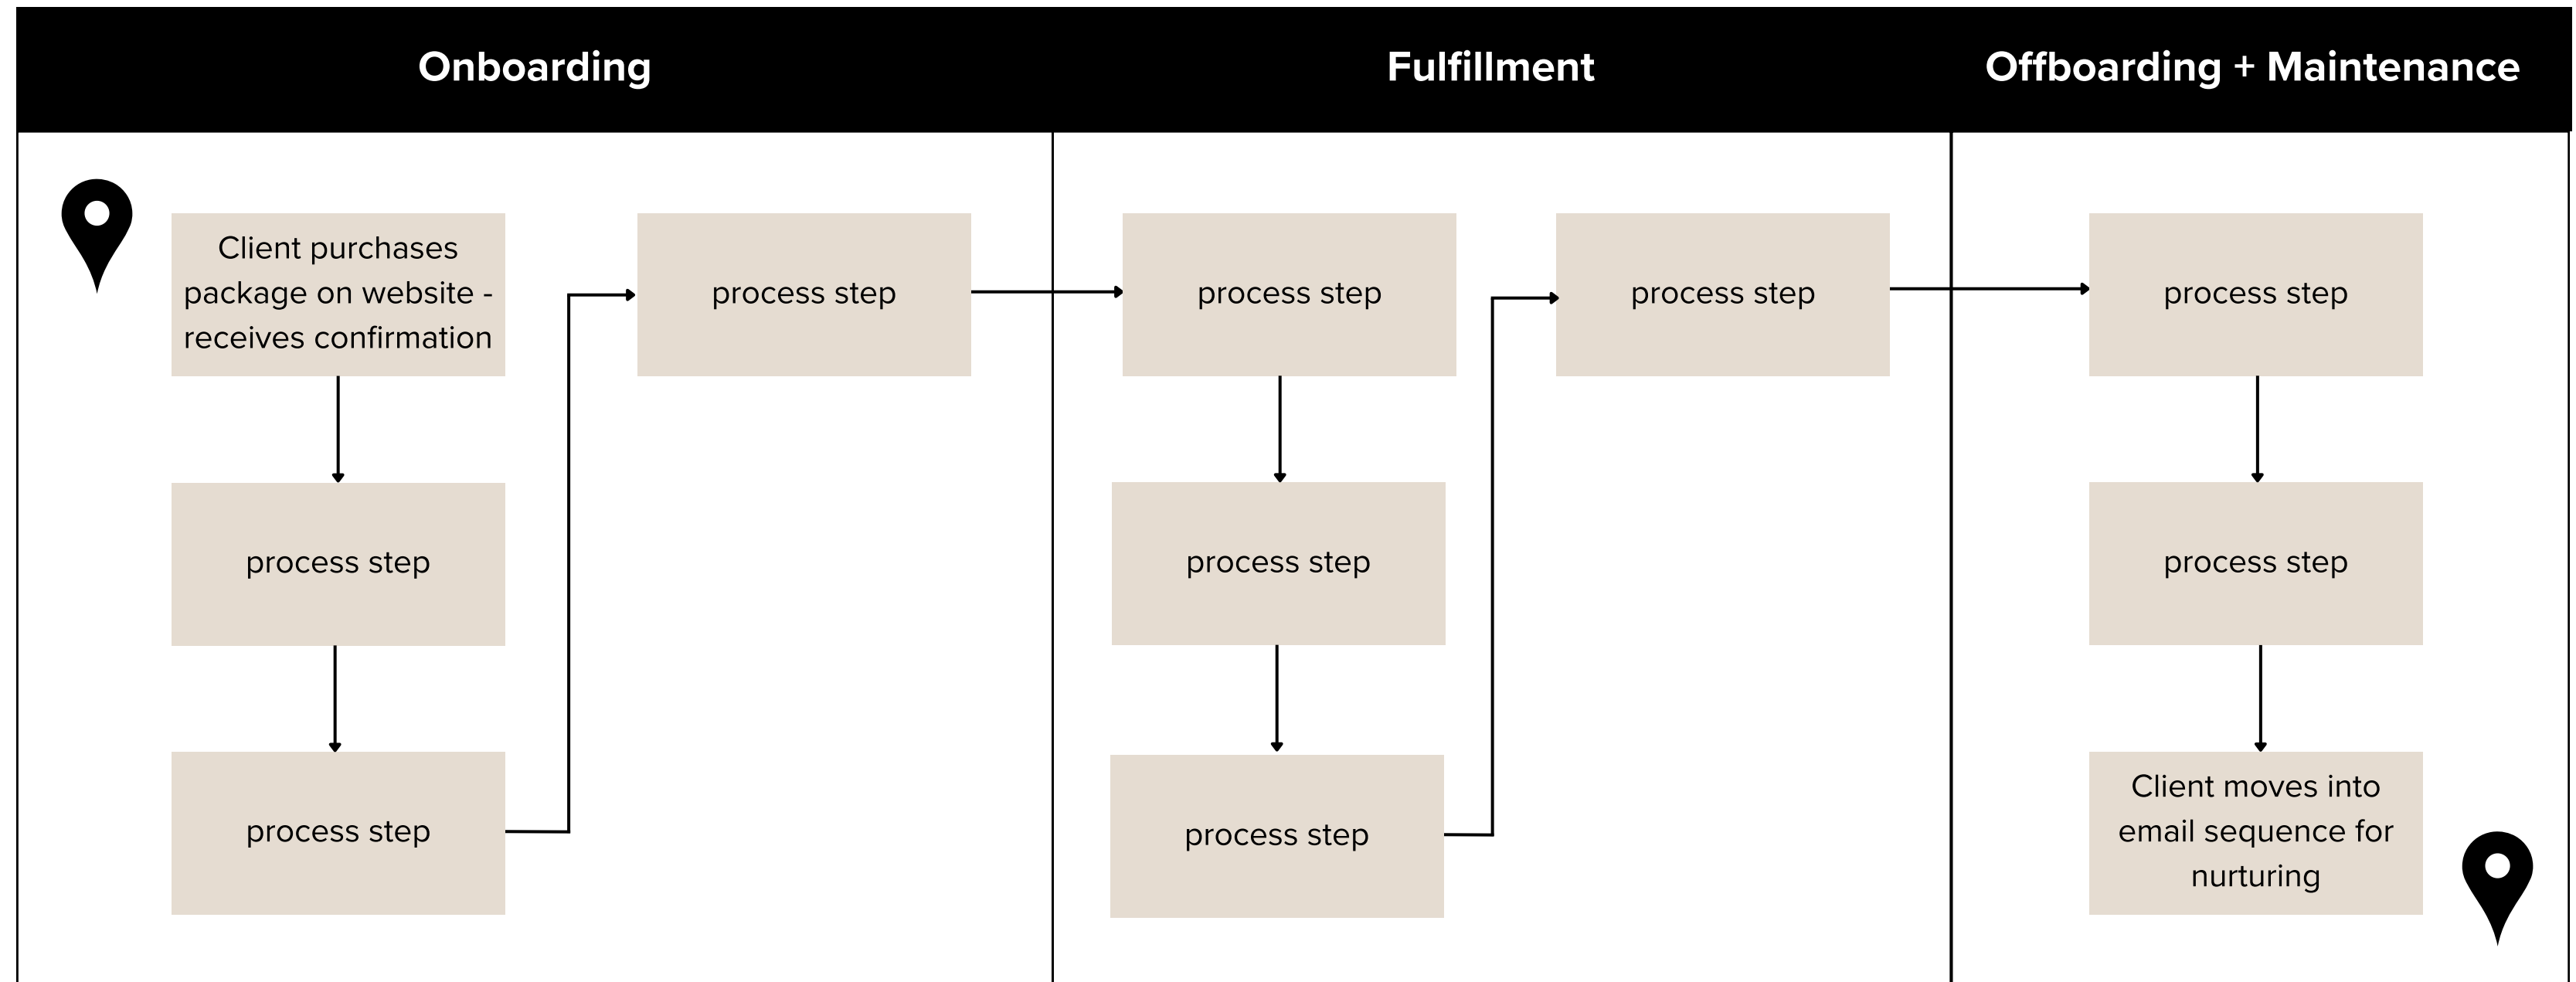 Onboarding
Fulfillment
Offboarding + Maintenance
Client purchases
package on website -
receives confirmation
process step
process step
process step
process step
process step
process step
process step
process step
process step
Client moves into
email sequence for
nurturing